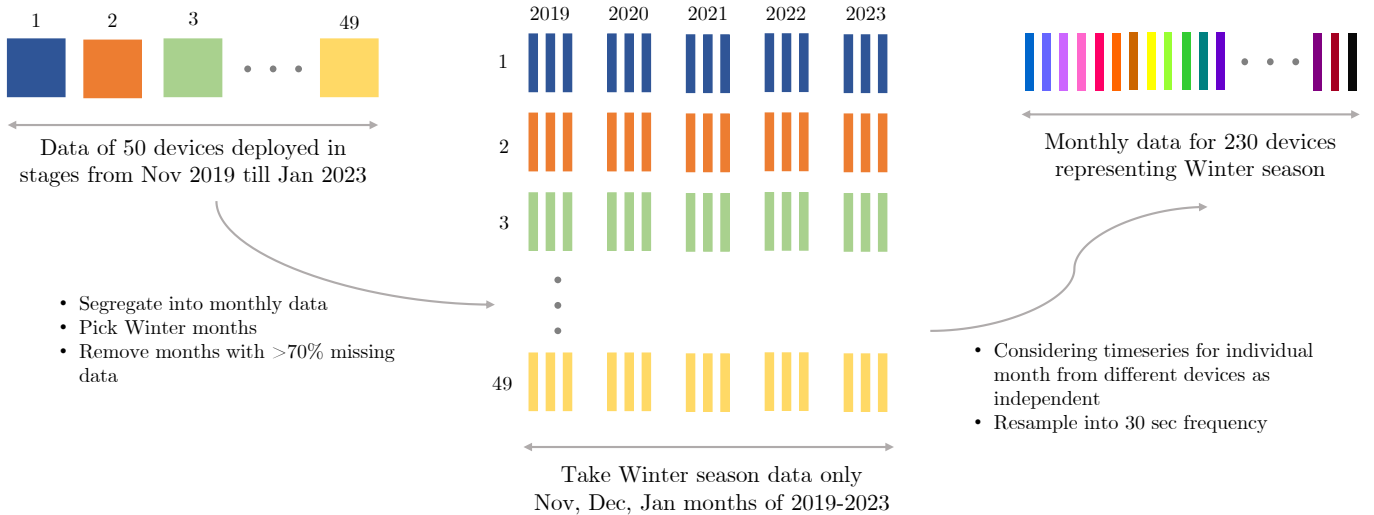 1 2 3 49
Data of 50 devices deployed in
stages from Nov 2019 till Jan 2023
• Segregate into monthly data
• Pick Winter months
• Remove months with >70% missing
data
2019 2020 2021 2022 2023
1
2
3
49
Take Winter season data only
Nov, Dec, Jan months of 2019-2023
Monthly data for 230 devices
representing Winter season
• Considering timeseries for individual
month from different devices as
independent
• Resample into 30 sec frequency